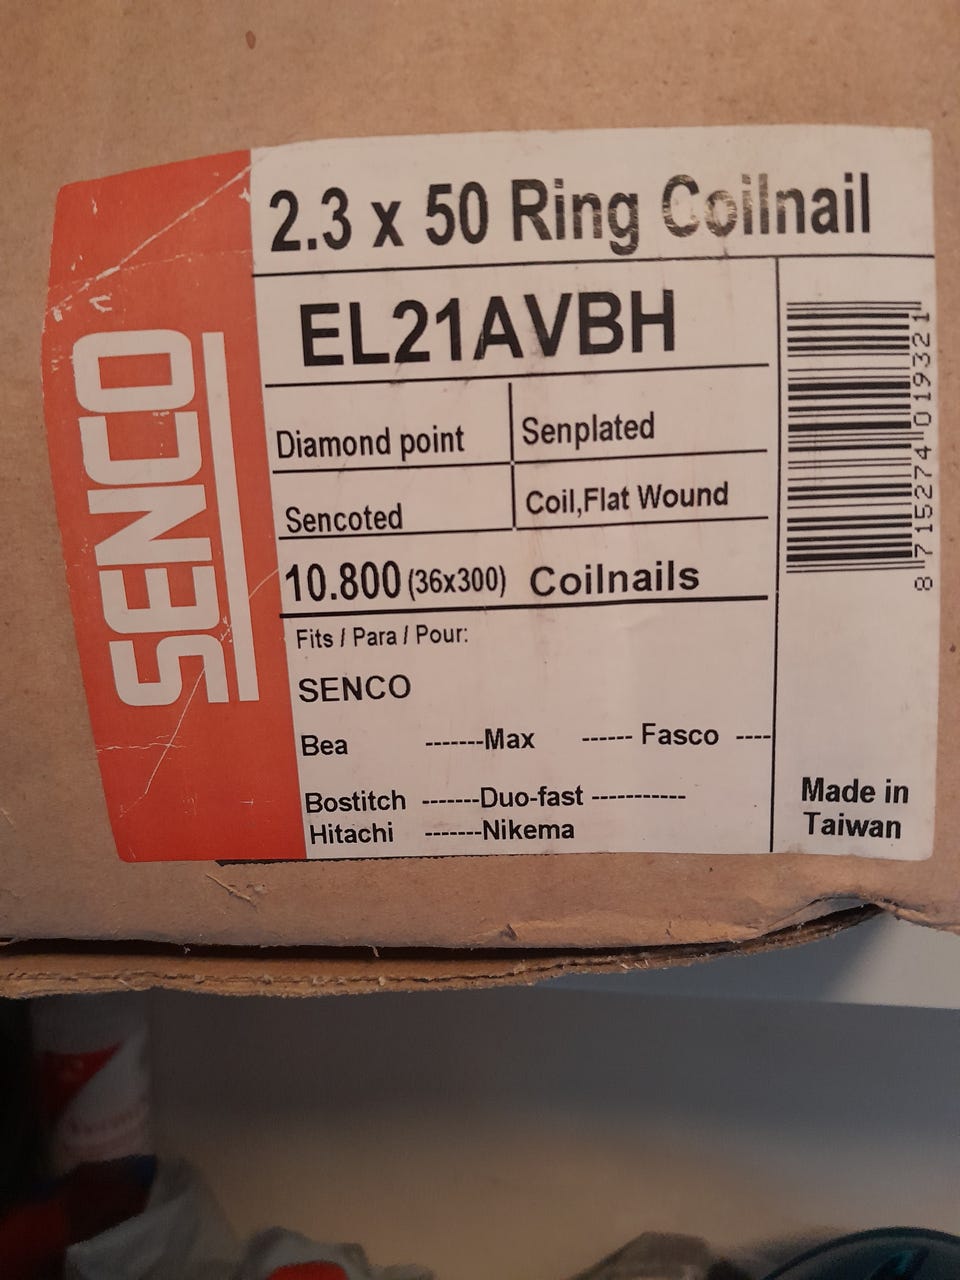 SENCO
2.3 x 50 Ring Coilnail
EL21AVBH
Diamond point
Senplated
Sencoted
Coil,Flat Wound
10.800 (36x300) Coilnails
Fits / Para / Pour:
SENCO
Bea -------Max ------ Fasco ----
Bostitch -------Duo-fast -----------
Hitachi -------Nikema
8 715274 019321
Made in
Taiwan